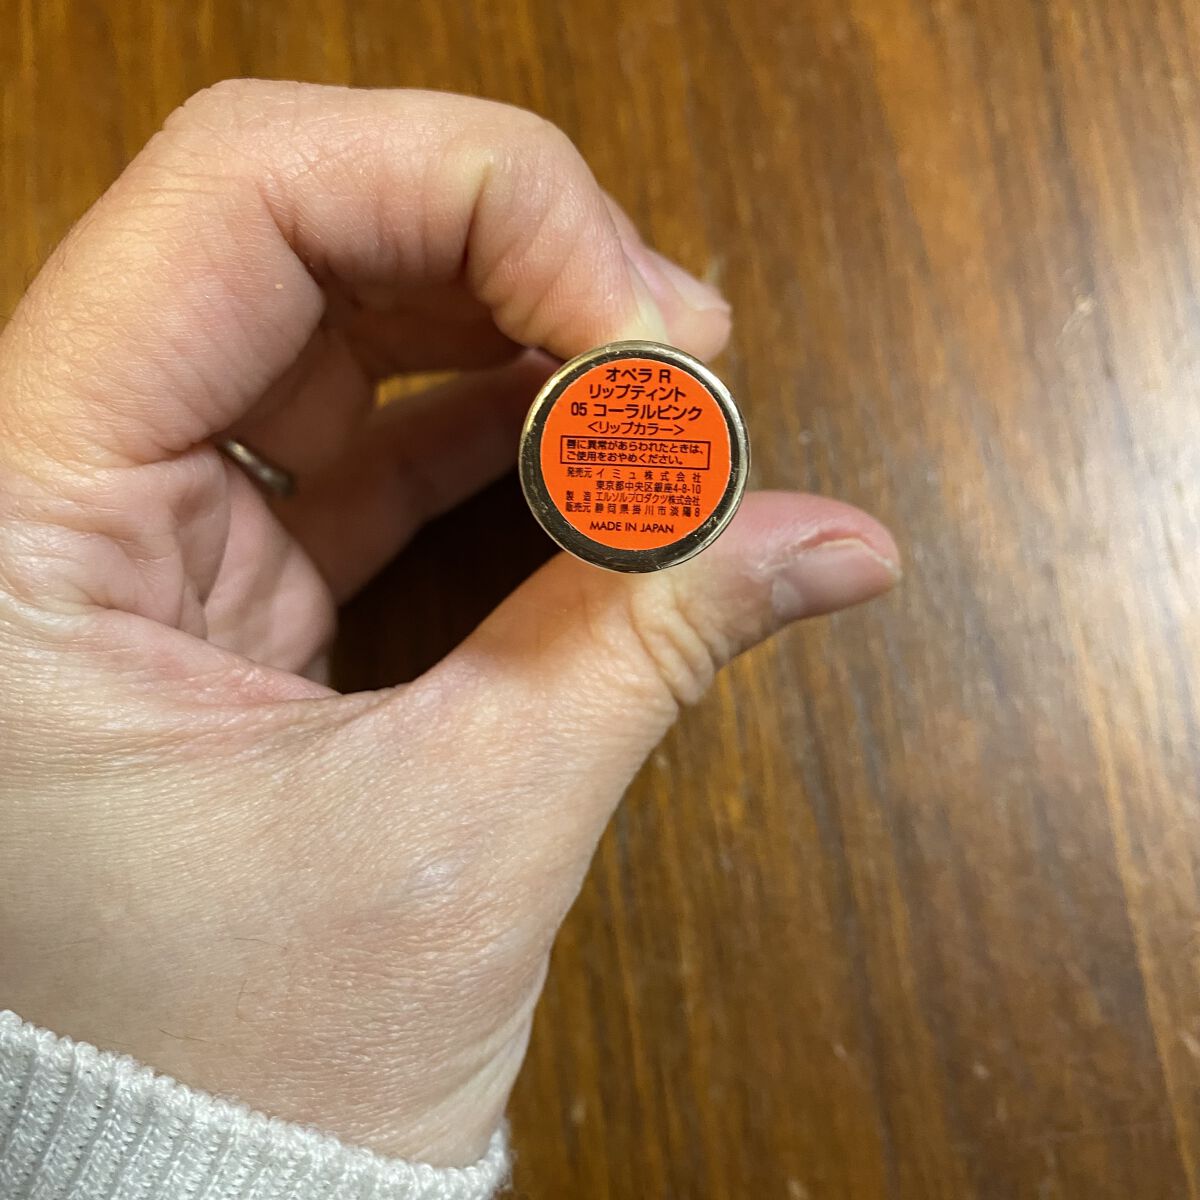 オペラ R
リップティント
05 コーラルピンク
<リップカラー>
唇に異常があらわれたときは、
ご使用をおやめください。
発売元 イミュ株式会社
東京都中央区銀座4-8-10
製造 エルソルプロダクツ株式会社
販売元 静岡県掛川市淡陽8
MADE IN JAPAN